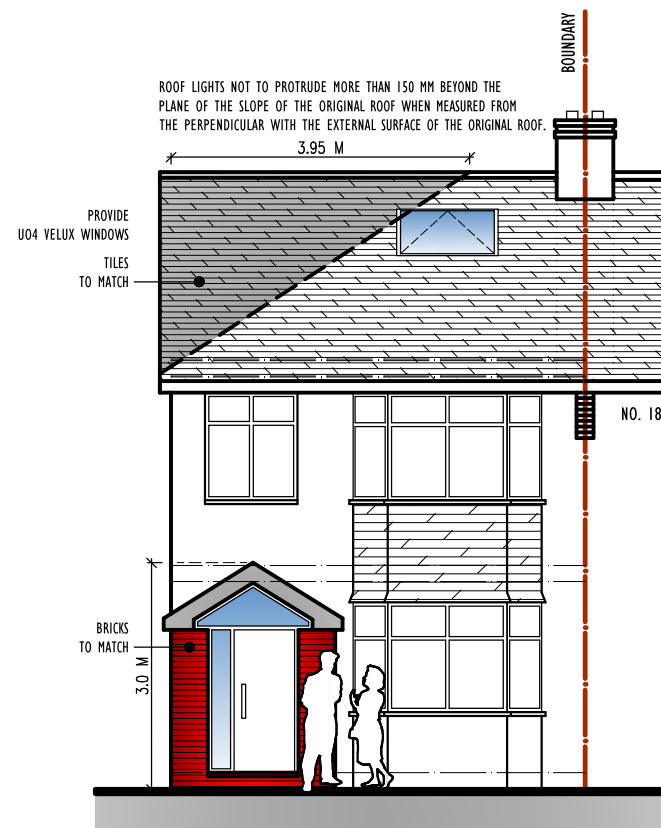 BOUNDARY
ROOF LIGHTS NOT TO PROTRUDE MORE THAN 150 MM BEYOND THE
PLANE OF THE SLOPE OF THE ORIGINAL ROOF WHEN MEASURED FROM
THE PERPENDICULAR WITH THE EXTERNAL SURFACE OF THE ORIGINAL ROOF.
3.95 M
PROVIDE
U04 VELUX WINDOWS
TILES
TO MATCH
NO. 18
BRICKS
TO MATCH
3.0 M